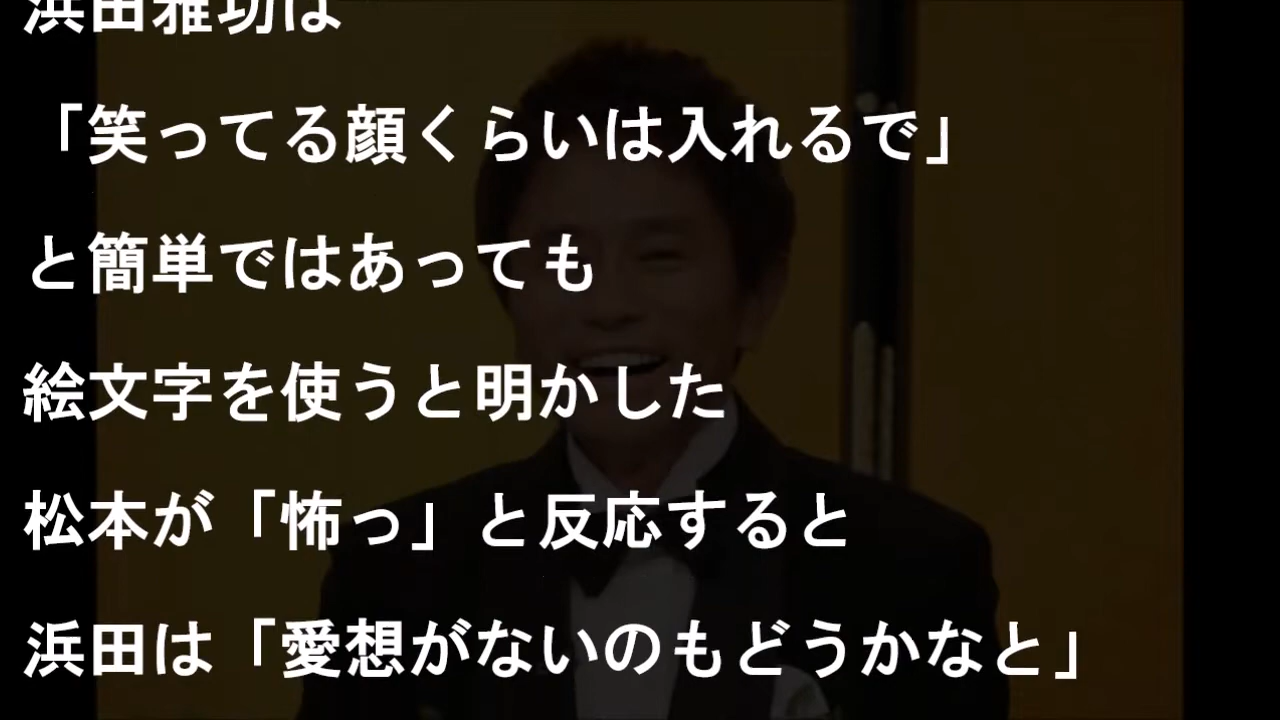 浜田雅功は
「笑ってる顔くらいは入れるで」
と簡単ではあっても
絵文字を使うと明かした
松本が「怖っ」と反応すると
浜田は「愛想がないのもどうかなと」